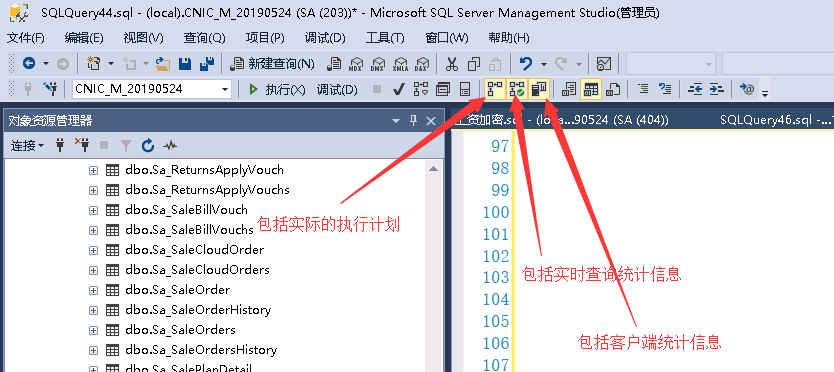 SQLQuery44.sql - (local).CNIC_M_20190524 (SA (203))* - Microsoft SQL Server Management Studio(管理员)
文件(F) 编辑(E) 视图(V) 查询(Q) 项目(P) 调试(D) 工具(T) 窗口(W) 帮助(H)
新建查询(N) MDX DMX XMLA DAX
CNIC_M_20190524 执行(X) 调试(D)
对象资源管理器
工资加密.sql - (loca...90524 (SA (404)) SQLQuery46.sql -
连接
dbo.Sa_ReturnsApplyVouch
dbo.Sa_ReturnsApplyVouchs
dbo.Sa_SaleBillVouch
dbo.Sa_SaleBillVouchs
dbo.Sa_SaleCloudOrder
dbo.Sa_SaleCloudOrders
dbo.Sa_SaleOrder
dbo.Sa_SaleOrderHistory
dbo.Sa_SaleOrders
dbo.Sa_SaleOrdersHistory
dbo.Sa_SalePlanDetail
97
98
99
100
101
102
103
104
105
106
107
包括实际的执行计划
包括实时查询统计信息
包括客户端统计信息